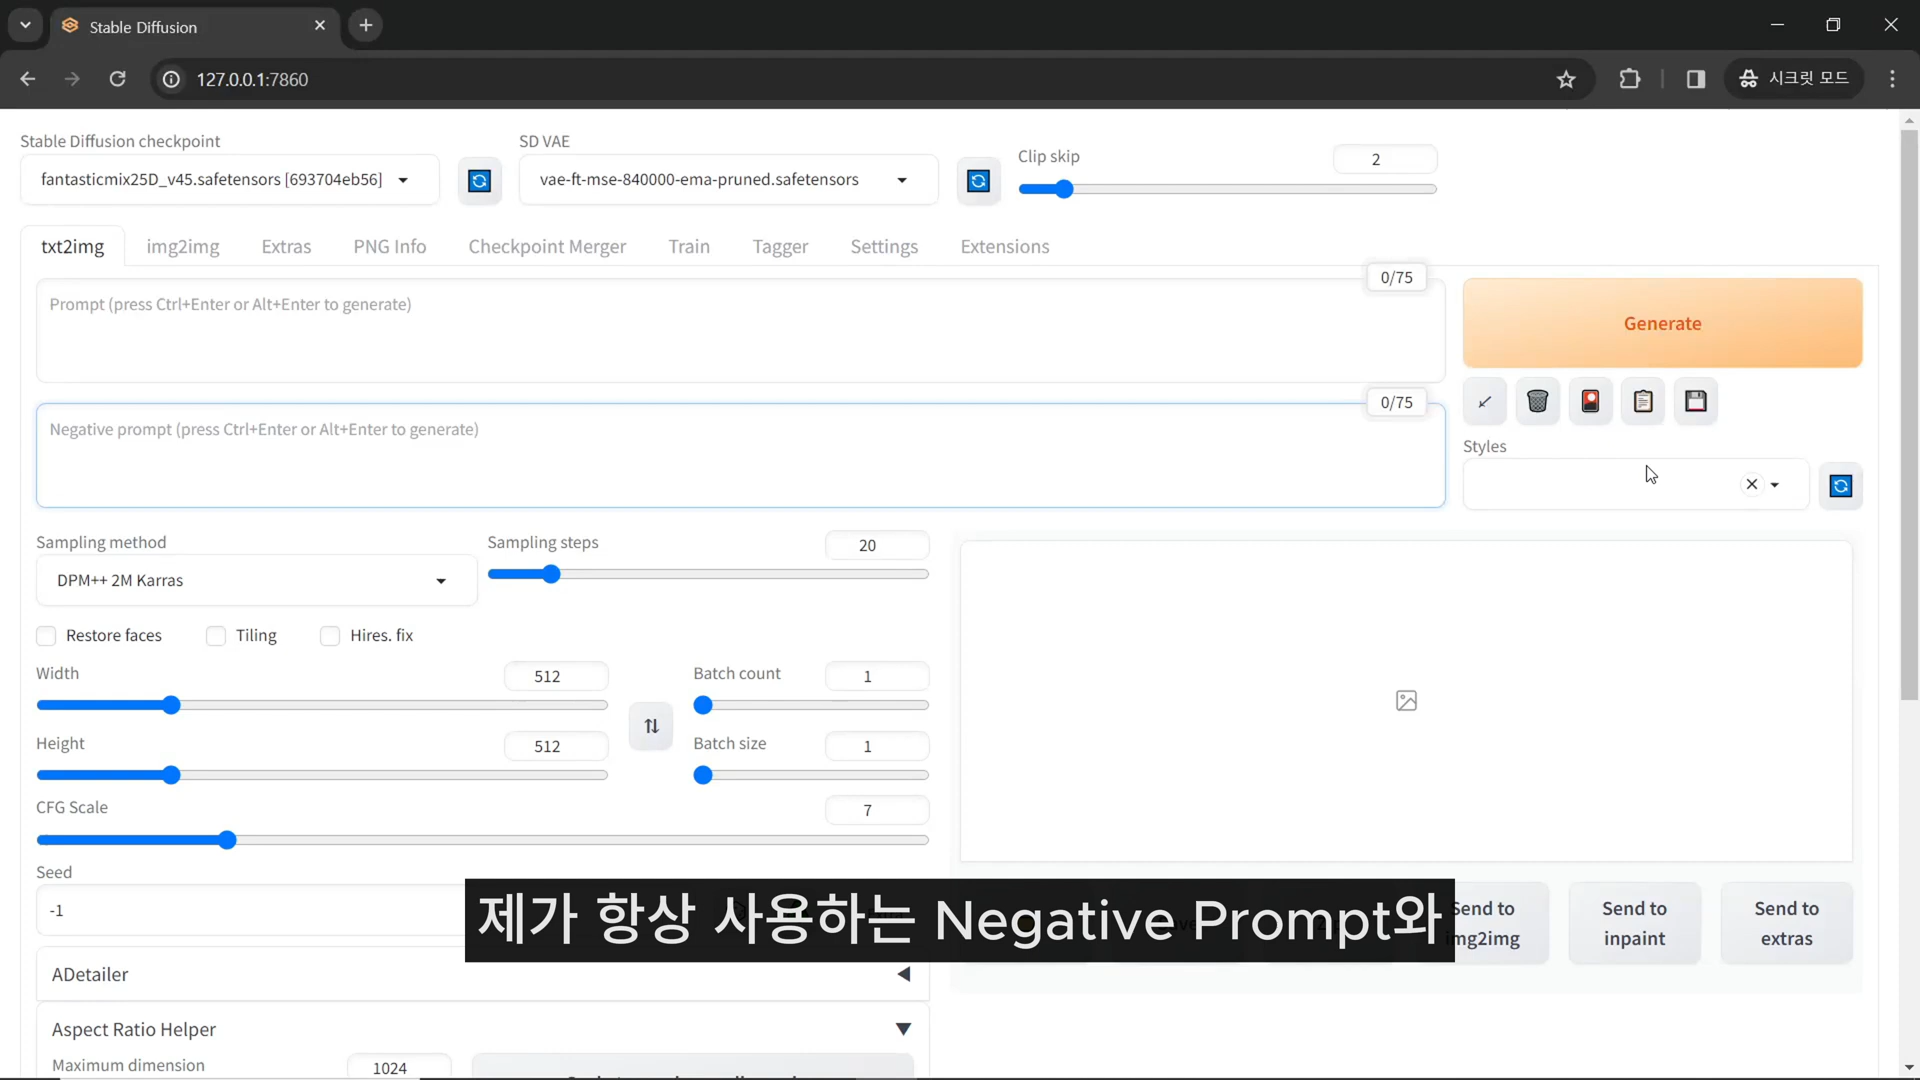 Stable Diffusion
127.0.0.1:7860
시크릿 모드
Stable Diffusion checkpoint
fantasticmix25D_v45.safetensors [693704eb56]
SD VAE
vae-ft-mse-840000-ema-pruned.safetensors
Clip skip
2
txt2img
img2img
Extras
PNG Info
Checkpoint Merger
Train
Tagger
Settings
Extensions
0/75
Prompt (press Ctrl+Enter or Alt+Enter to generate)
Generate
0/75
Negative prompt (press Ctrl+Enter or Alt+Enter to generate)
Styles
Sampling method
DPM++ 2M Karras
Sampling steps
20
Restore faces
Tiling
Hires. fix
Width
512
Batch count
1
Height
512
Batch size
1
CFG Scale
7
Seed
-1
제가 항상 사용하는 Negative Prompt와
Send to
img2img
Send to
inpaint
Send to
extras
ADetailer
Aspect Ratio Helper
Maximum dimension
1024